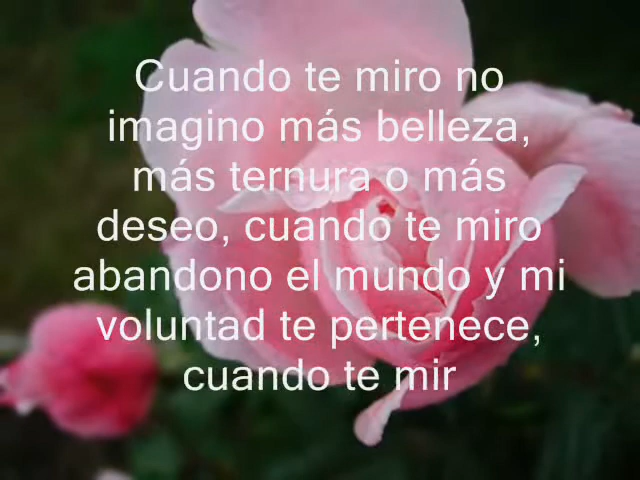 Cuando te miro no
imagino más belleza,
más ternura o más
deseo, cuando te miro
abandono el mundo y mi
voluntad te pertenece,
cuando te mir